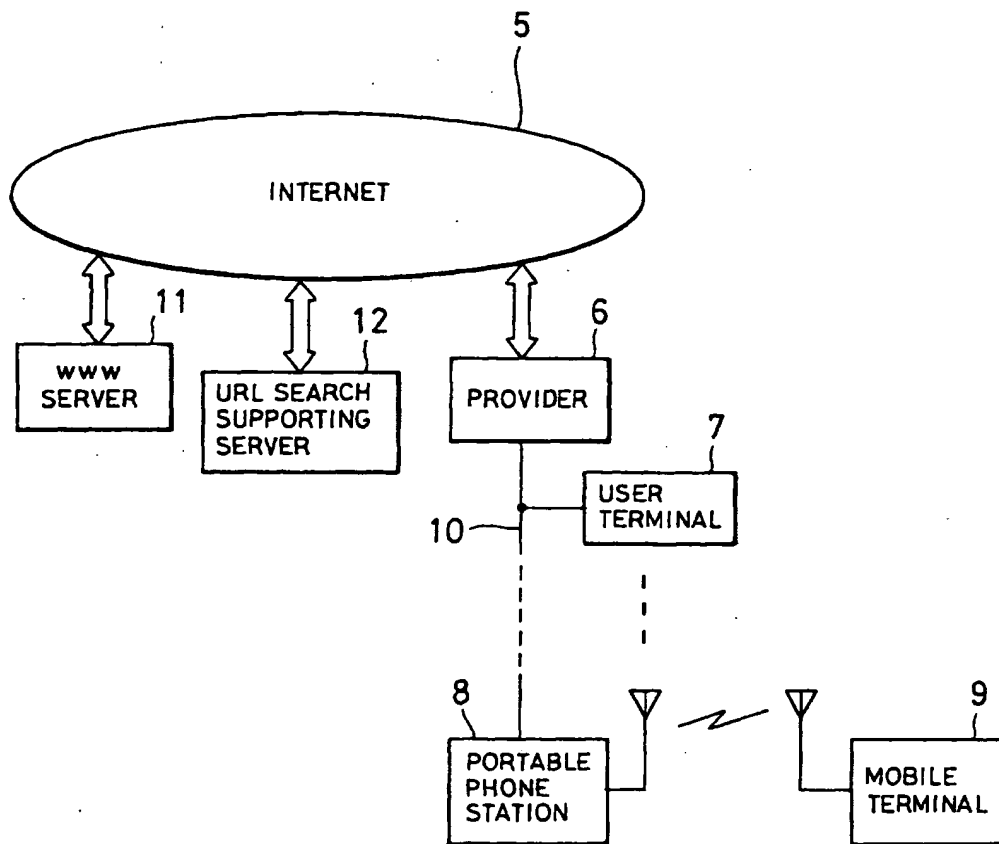 5
INTERNET
11
WWW
SERVER
12
URL SEARCH
SUPPORTING
SERVER
6
PROVIDER
7
USER
TERMINAL
10
8
PORTABLE
PHONE
STATION
9
MOBILE
TERMINAL